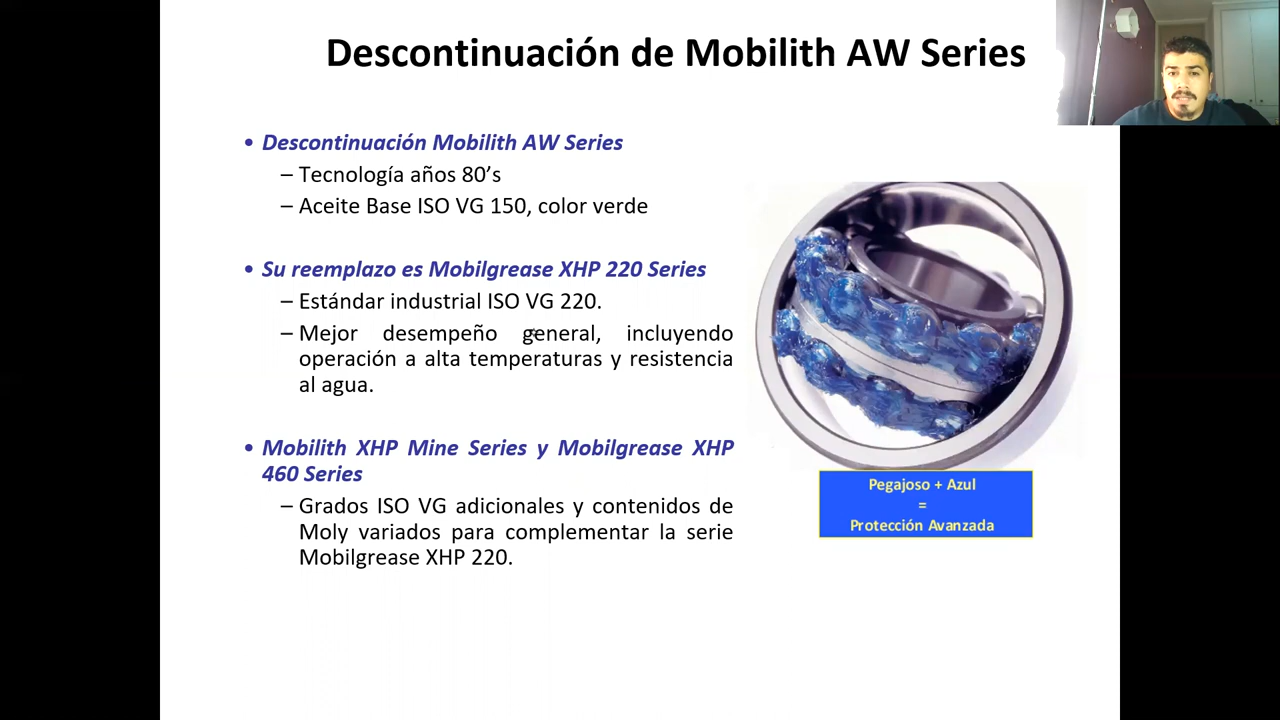 Descontinuación de Mobilith AW Series
• Descontinuación Mobilith AW Series
– Tecnología años 80’s
– Aceite Base ISO VG 150, color verde
• Su reemplazo es Mobilgrease XHP 220 Series
– Estándar industrial ISO VG 220.
– Mejor desempeño general, incluyendo
operación a alta temperaturas y resistencia
al agua.
• Mobilith XHP Mine Series y Mobilgrease XHP
460 Series
– Grados ISO VG adicionales y contenidos de
Moly variados para complementar la serie
Mobilgrease XHP 220.
Pegajoso + Azul
=
Protección Avanzada